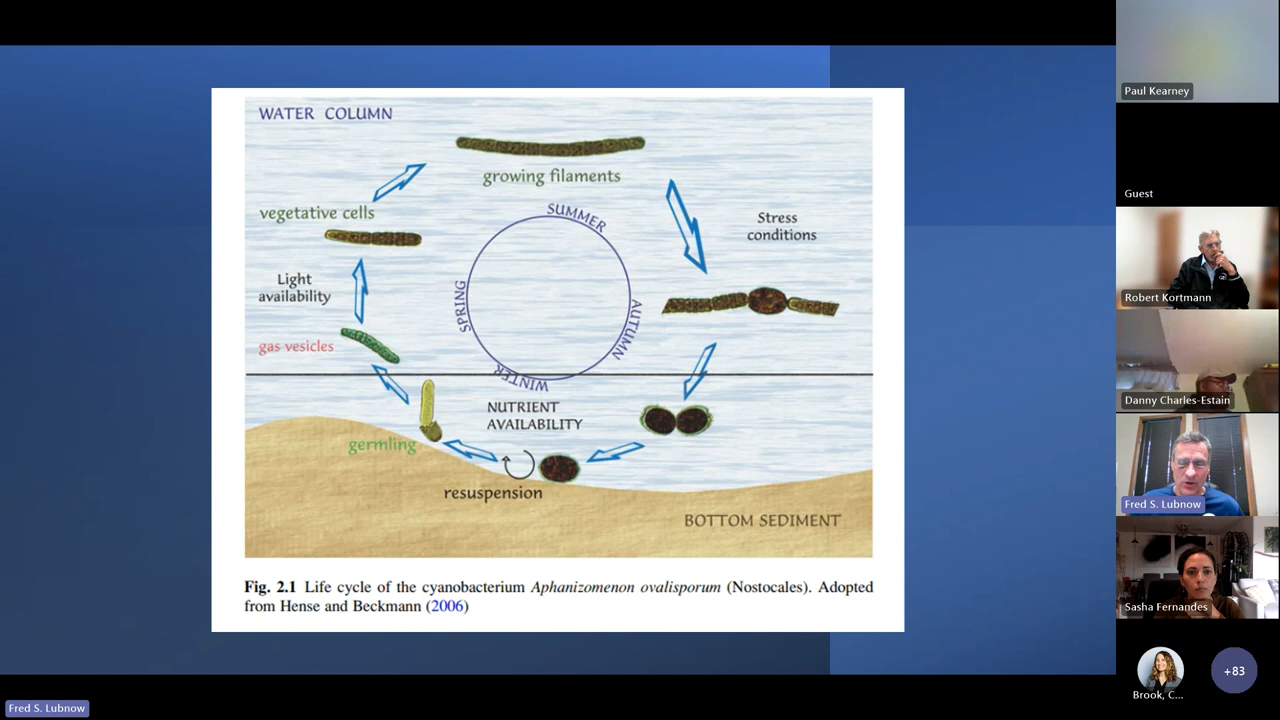 WATER COLUMN
growing filaments
vegetative cells
SUMMER
Stress
conditions
Light
availability
SPRING
AUTUMN
gas vesicles
WINTER
NUTRIENT
AVAILABILITY
germling
resuspension
BOTTOM SEDIMENT
Fig. 2.1 Life cycle of the cyanobacterium Aphanizomenon ovalisporum (Nostocales). Adopted
from Hense and Beckmann (2006)
Paul Kearney
Guest
Robert Kortmann
Danny Charles-Estain
Fred S. Lubnow
Sasha Fernandes
Brook, C...
+83
Fred S. Lubnow